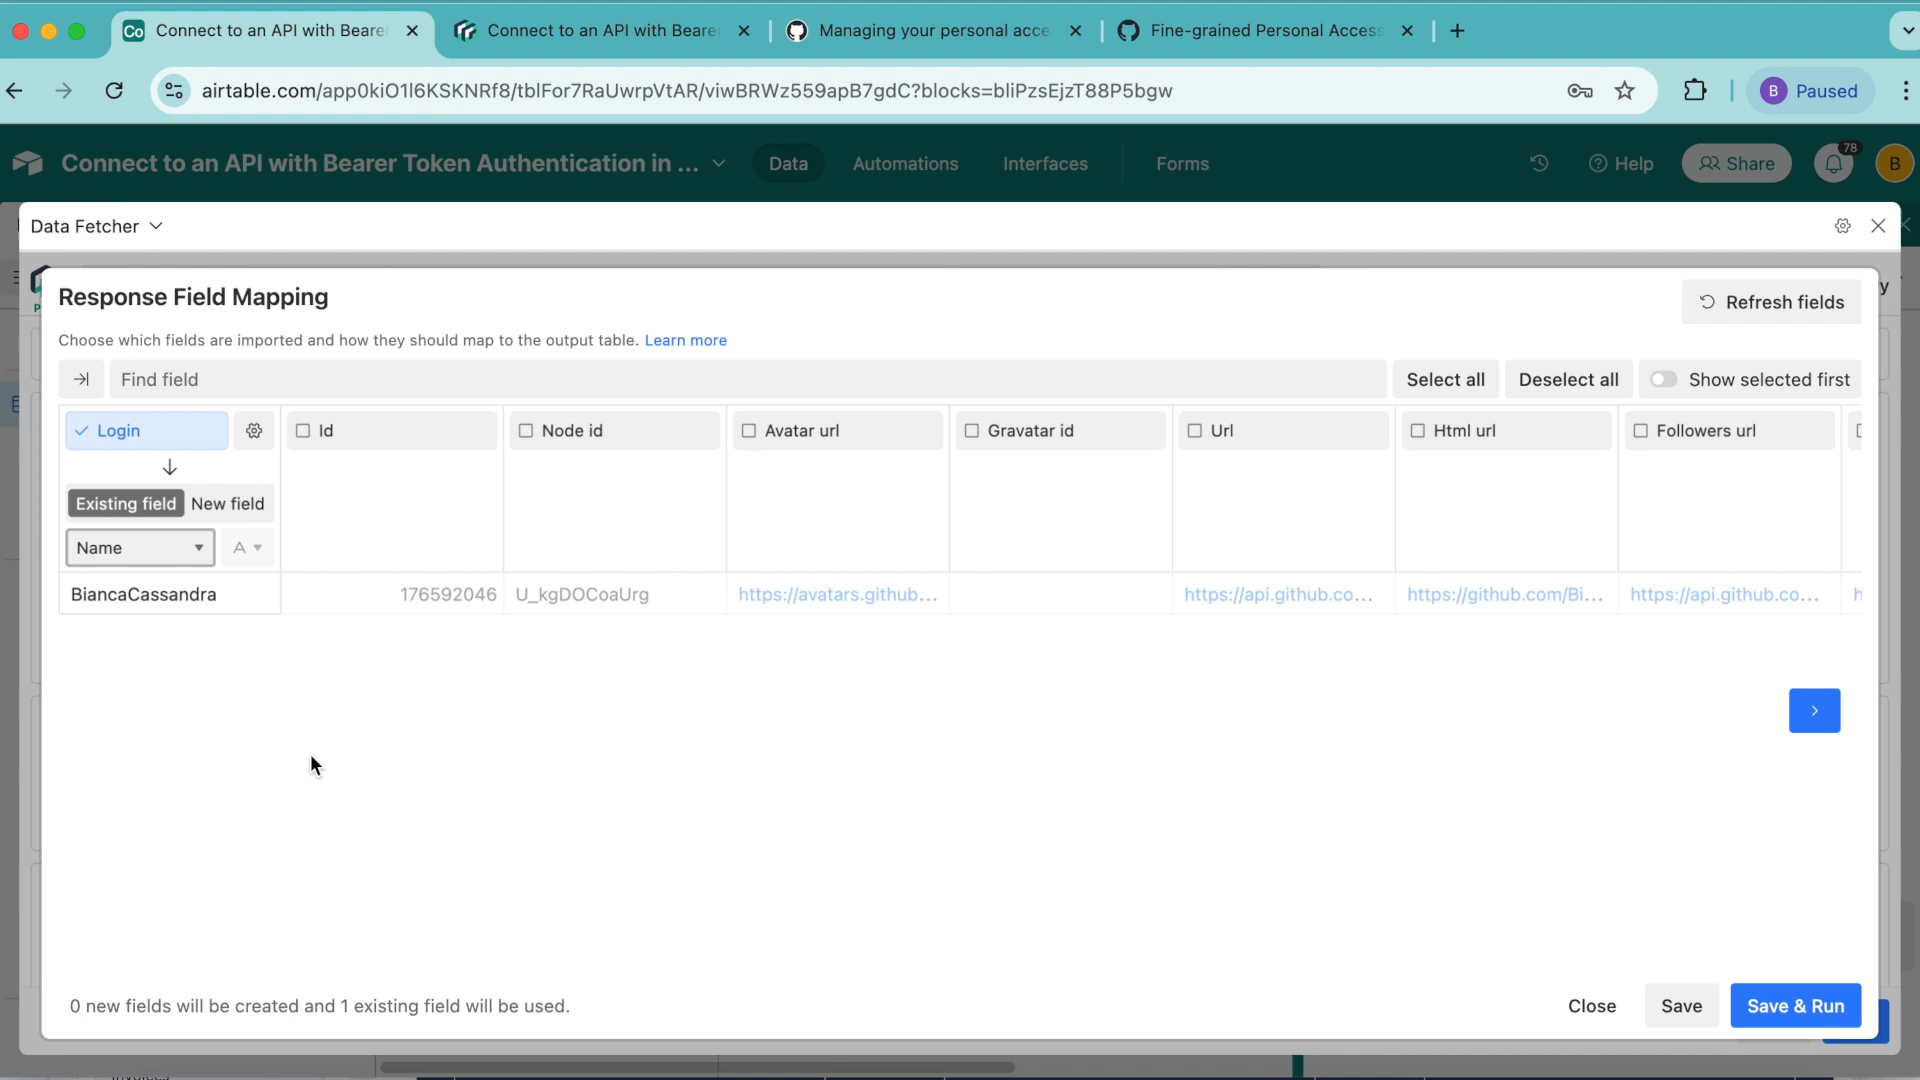 Co Connect to an API with Bearer
Connect to an API with Beare
Managing your personal acce
Fine-grained Personal Access
airtable.com/app0kiO1l6KSKNRf8/tblFor7RaUwrpVtAR/viwBRWz559apB7gdC?blocks=bliPzsEjzT88P5bgw
B Paused
Connect to an API with Bearer Token Authentication in ...
Data
Automations
Interfaces
Forms
Help
Share
78
B
Data Fetcher
Response Field Mapping
Refresh fields
Choose which fields are imported and how they should map to the output table. Learn more
Find field
Select all
Deselect all
Show selected first
Login
Id
Node id
Avatar url
Gravatar id
Url
Html url
Followers url
Existing field New field
Name
A
BiancaCassandra
176592046
U_kgDOCoaUrg
https://avatars.github...
https://api.github.co...
https://github.com/Bi...
https://api.github.co...
h
0 new fields will be created and 1 existing field will be used.
Close
Save
Save & Run